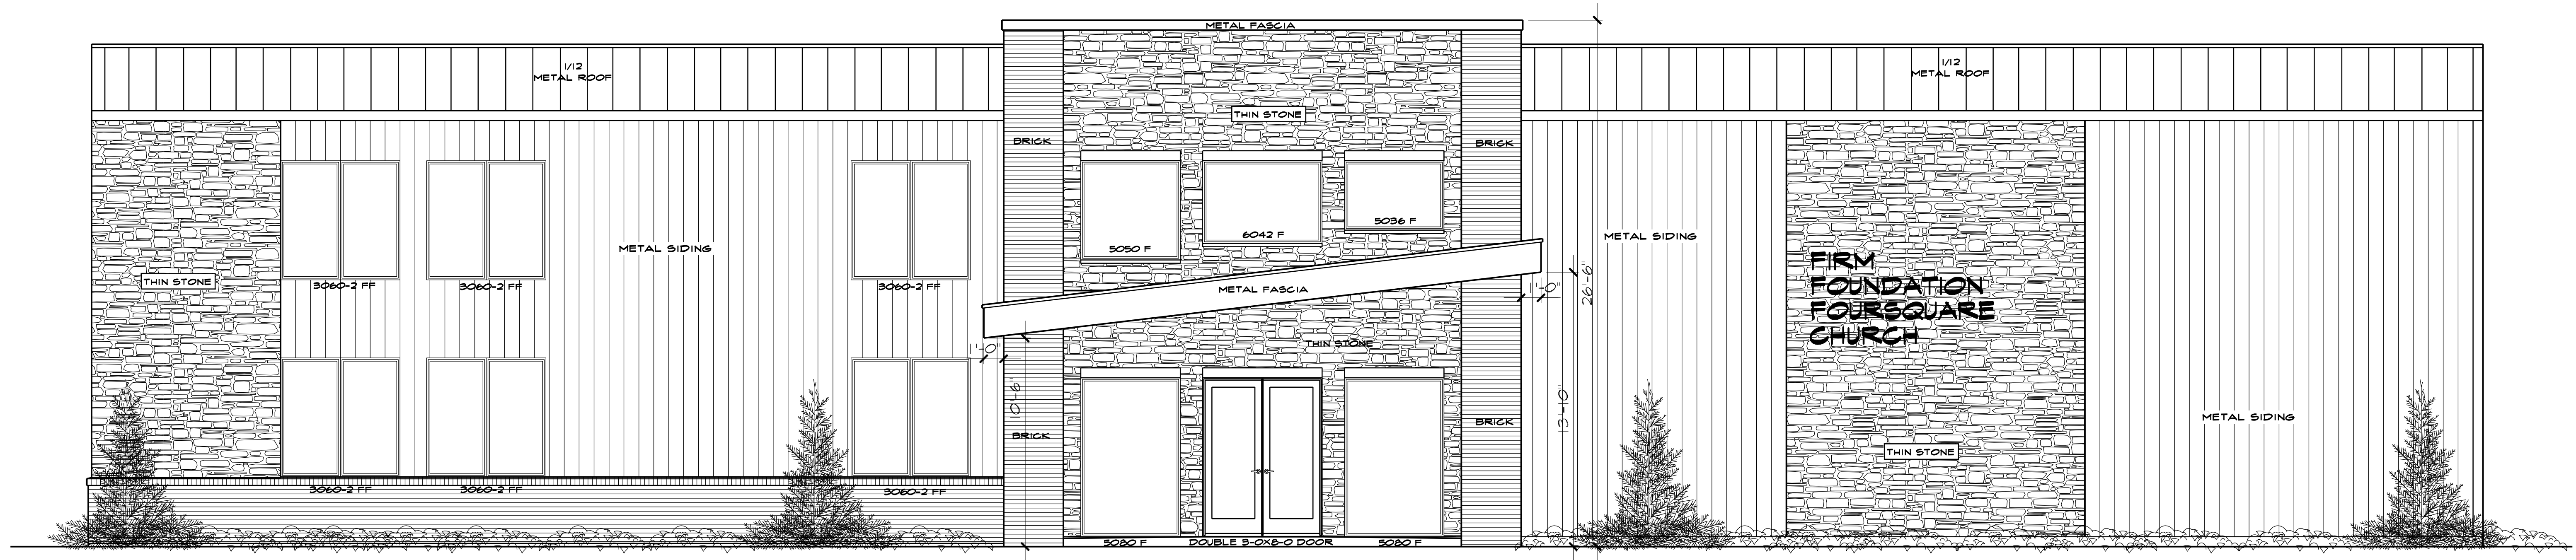 METAL FASCIA
1/12
METAL ROOF
1/12
METAL ROOF
THIN STONE
BRICK
BRICK
5036 F
6042 F
5050 F
METAL SIDING
METAL SIDING
THIN STONE
3060-2 FF
3060-2 FF
3060-2 FF
METAL FASCIA
1'-0"
26'-6"
FIRM
FOUNDATION
FOURSQUARE
CHURCH
THIN STONE
1'-0"
10'-6"
13'-10"
METAL SIDING
BRICK
BRICK
THIN STONE
3060-2 FF
3060-2 FF
3060-2 FF
5080 F
DOUBLE 3-0X8-0 DOOR
5080 F